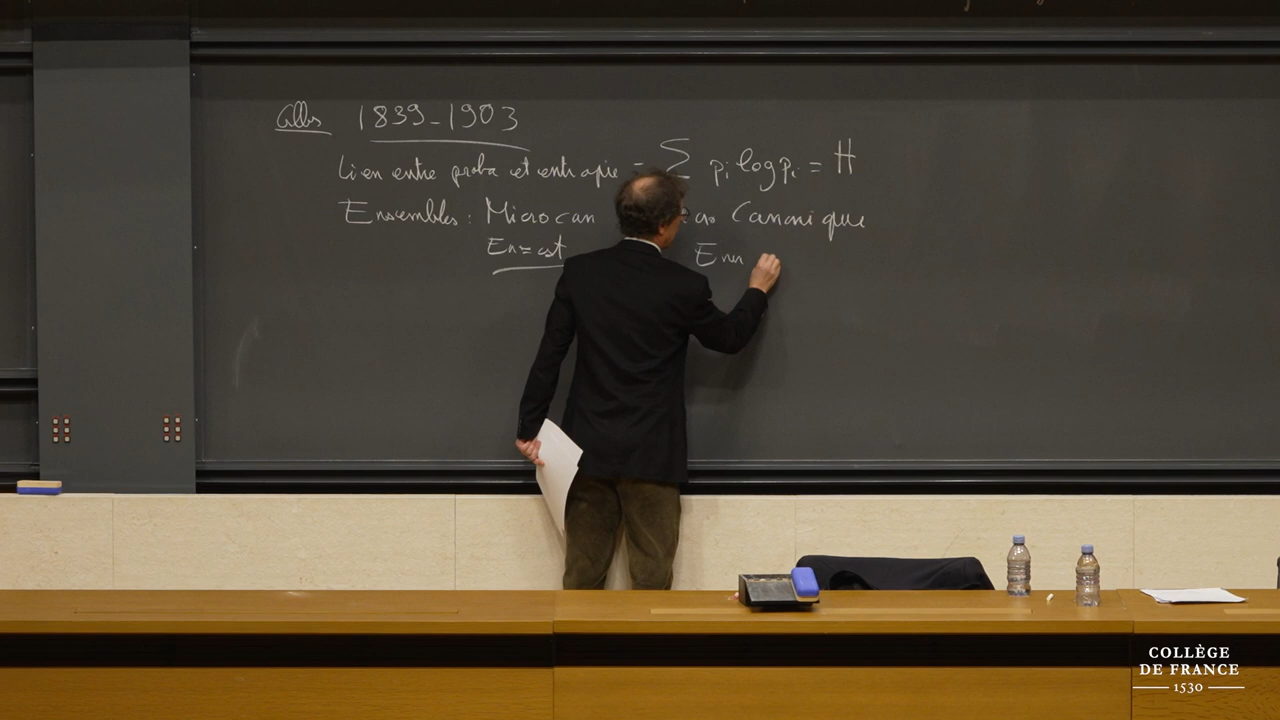 Gibbs 1839-1903
Lien entre proba et entropie = ∑ pi log pi = H
Ensembles: Microcan Canonique
En = cst Ener
COLLÈGE
DE FRANCE
1530